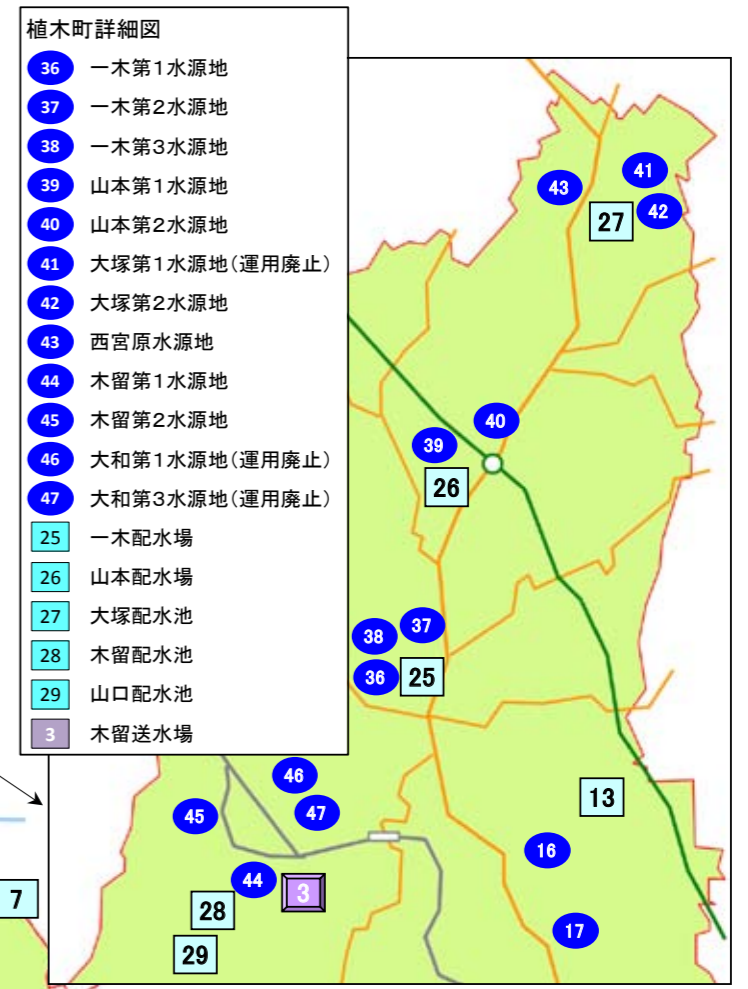 植木町詳細図
36 一木第1水源地
37 一木第2水源地
38 一木第3水源地
39 山本第1水源地
40 山本第2水源地
41 大塚第1水源地(運用廃止)
42 大塚第2水源地
43 西宮原水源地
44 木留第1水源地
45 木留第2水源地
46 大和第1水源地(運用廃止)
47 大和第3水源地(運用廃止)
25 一木配水場
26 山本配水場
27 大塚配水池
28 木留配水池
29 山口配水池
3 木留送水場
41
43
42
27
40
39
26
37
38
36
25
46
13
47
45
16
44
3
7
28
17
29